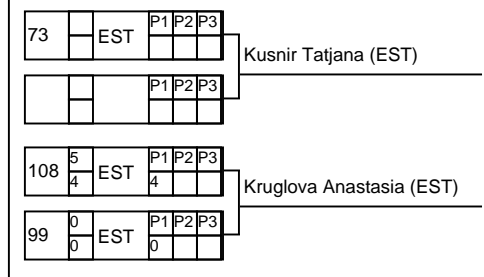 73 EST P1 P2 P3
Kusnir Tatjana (EST)
P1 P2 P3
5
108 EST P1 P2 P3
4 4
Kruglova Anastasia (EST)
0
99 EST P1 P2 P3
0 0